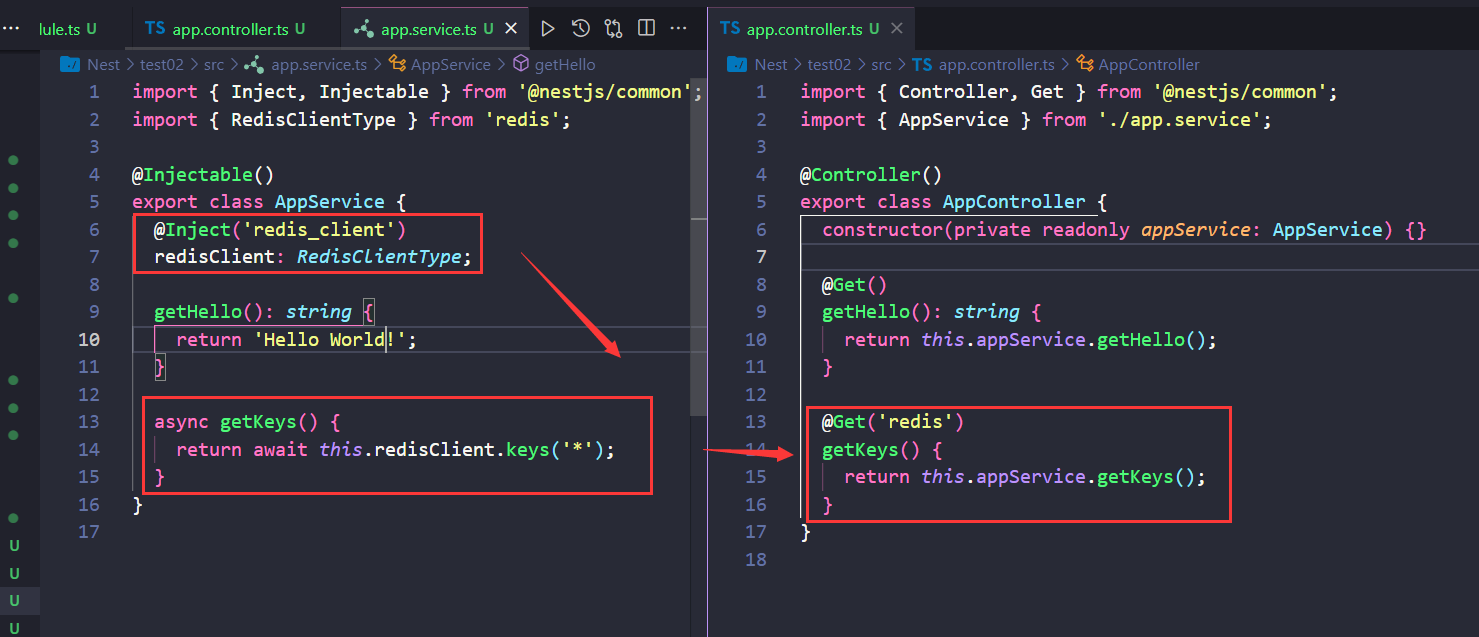 ··· lule.ts U TS app.controller.ts U app.service.ts U × ···
Nest > test02 > src > app.service.ts > AppService > getHello
1 import { Inject, Injectable } from '@nestjs/common';
2 import { RedisClientType } from 'redis';
3
4 @Injectable()
5 export class AppService {
6 @Inject('redis_client')
7 redisClient: RedisClientType;
8
9 getHello(): string {
10 return 'Hello World!';
11 }
12
13 async getKeys() {
14 return await this.redisClient.keys('*');
15 }
16 }
17
U
U
U
U
TS app.controller.ts U ×
Nest > test02 > src > TS app.controller.ts > AppController
1 import { Controller, Get } from '@nestjs/common';
2 import { AppService } from './app.service';
3
4 @Controller()
5 export class AppController {
6 constructor(private readonly appService: AppService) {}
7
8 @Get()
9 getHello(): string {
10 return this.appService.getHello();
11 }
12
13 @Get('redis')
14 getKeys() {
15 return this.appService.getKeys();
16 }
17 }
18